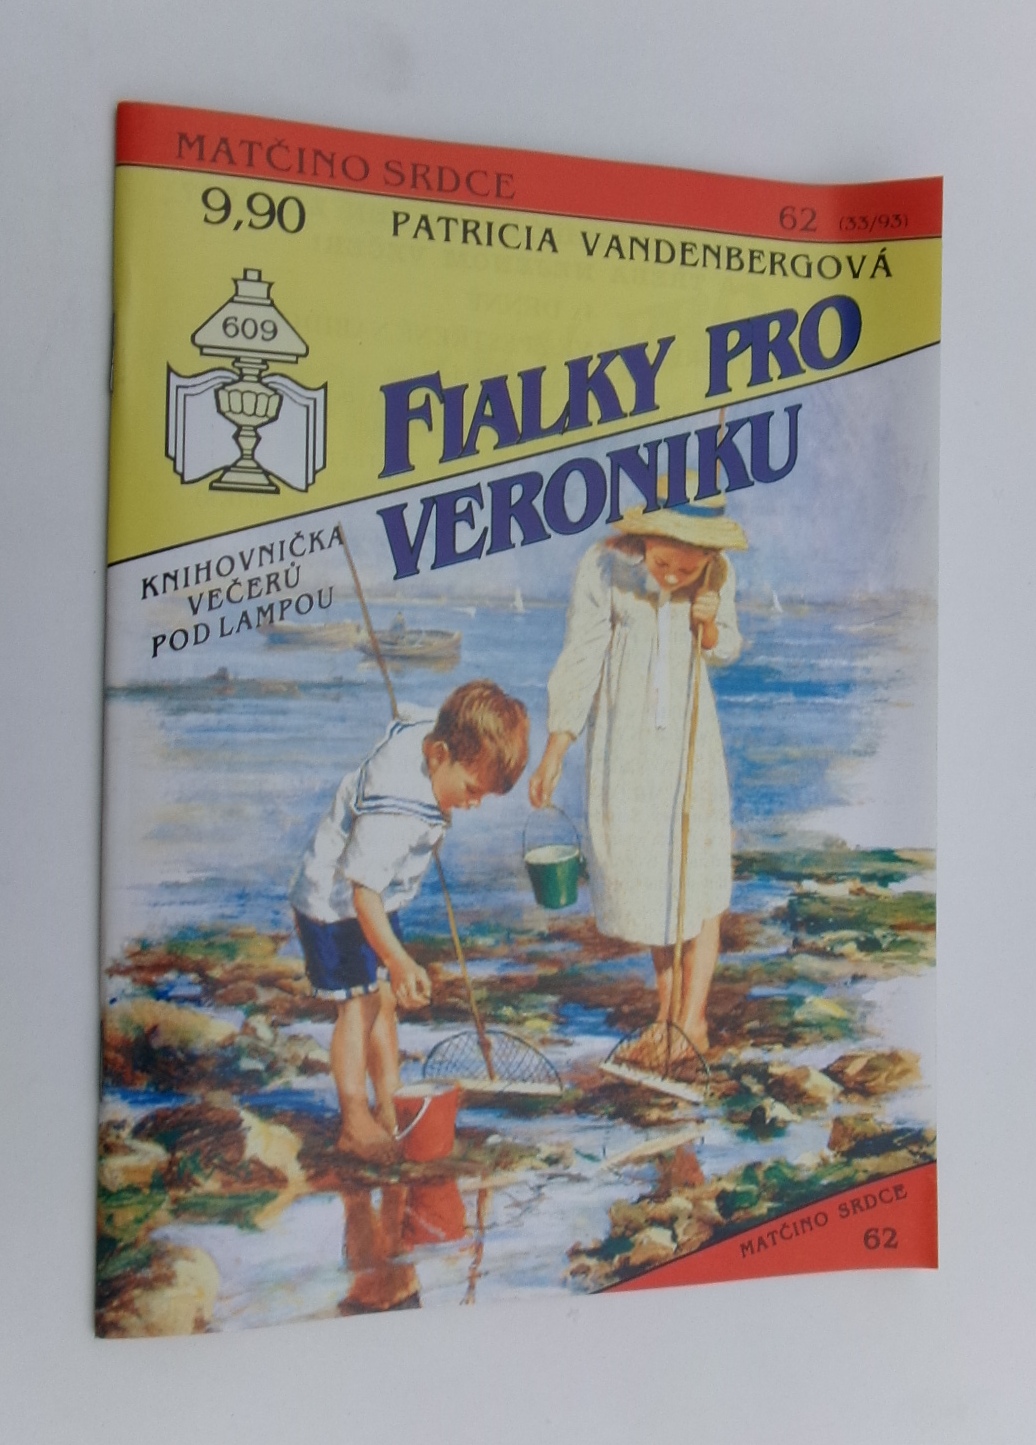 MATČINO SRDCE
62 (33/93)
9,90
PATRICIA VANDENBERGOVÁ
609
FIALKY PRO
VERONIKU
KNIHOVNIČKA
VEČERŮ
POD LAMPOU
MATČINO SRDCE
62